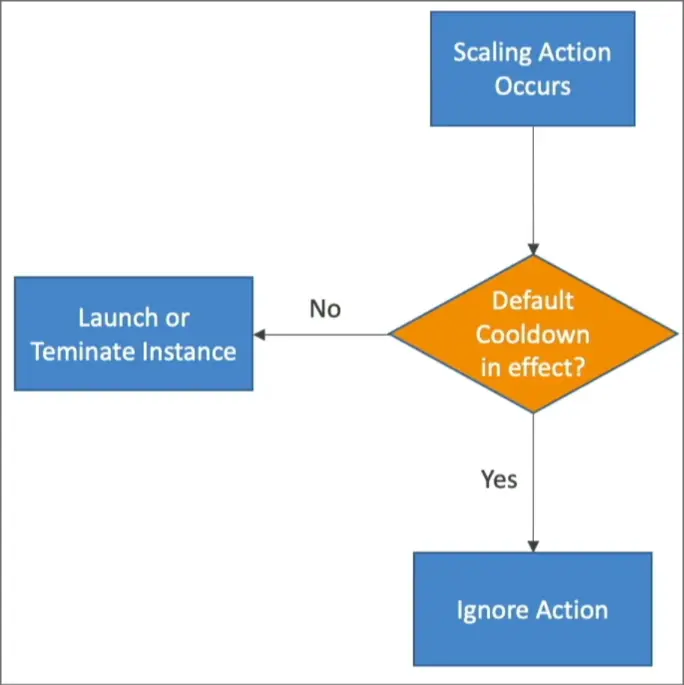 Scaling Action
Occurs
Default
Cooldown
in effect?
No
Launch or
Teminate Instance
Yes
Ignore Action